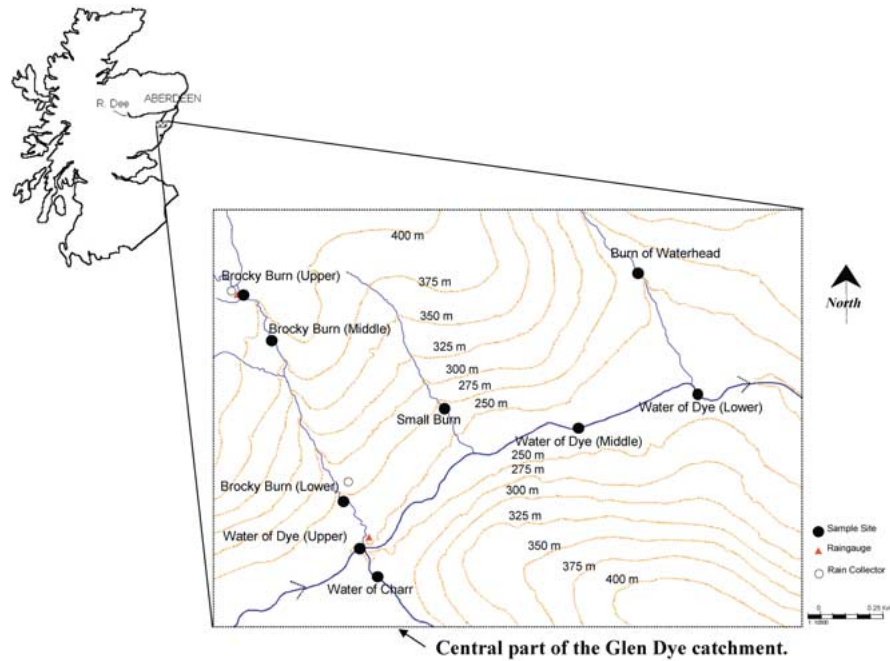 R. Dee
ABERDEEN
400 m
Burn of Waterhead
Brocky Burn (Upper)
375 m
North
350 m
Brocky Burn (Middle)
325 m
300 m
275 m
250 m
Small Burn
Water of Dye (Lower)
Water of Dye (Middle)
250 m
275 m
Brocky Burn (Lower)
300 m
325 m
Water of Dye (Upper)
350 m
375 m
400 m
Water of Charr
Sample Site
Raingauge
Rain Collector
0
Central part of the Glen Dye catchment.